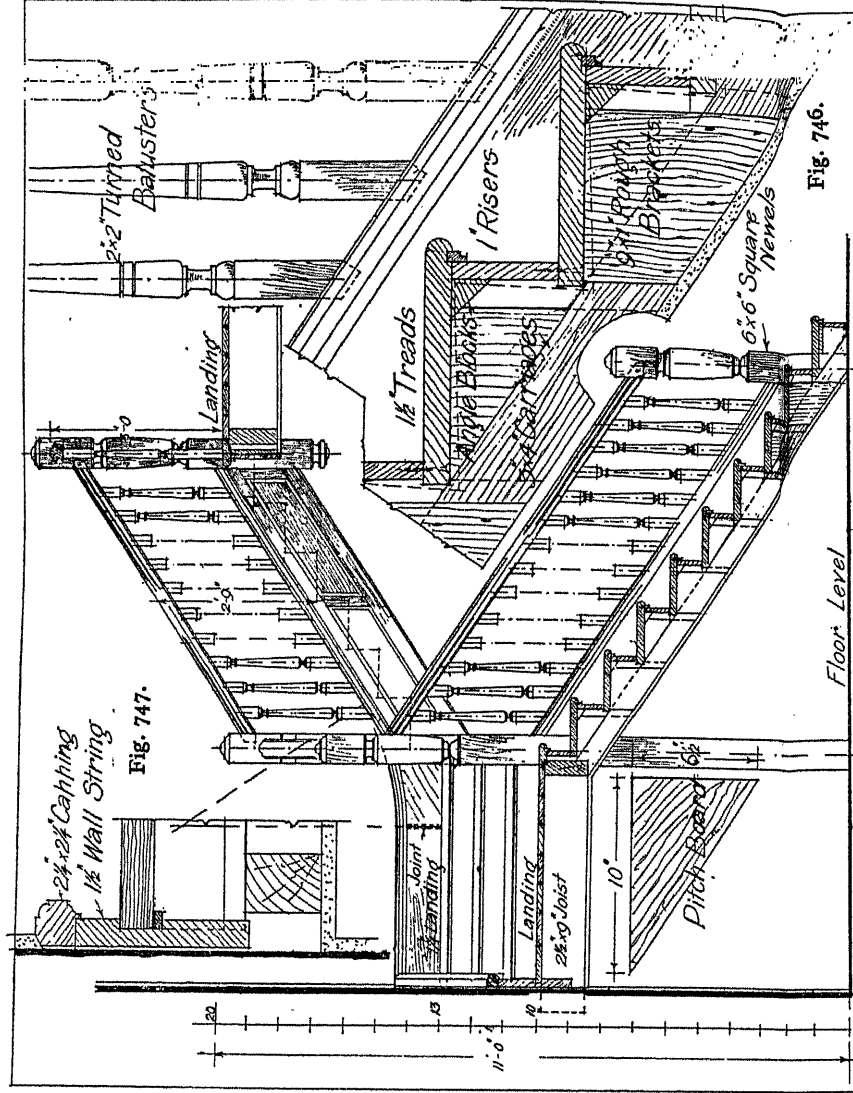 2"x2" Turned
Balusters
Fig. 746.
1" Risers
9"x1" Rough
Brackets
1½" Treads
Angle Blocks
3"x4" Carriages
6"x6" Square
Newels
Landing
3'-0
2'-9"
Fig. 747.
2¼"x2¼" Capping
1½" Wall String
Joint
Landing
Landing
2½"x9" Joist
10"
6½"
Pitch Board
Floor Level
20
13
10
11'-0"